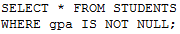 SELECT * FROM STUDENTS
WHERE gpa IS NOT NULL;